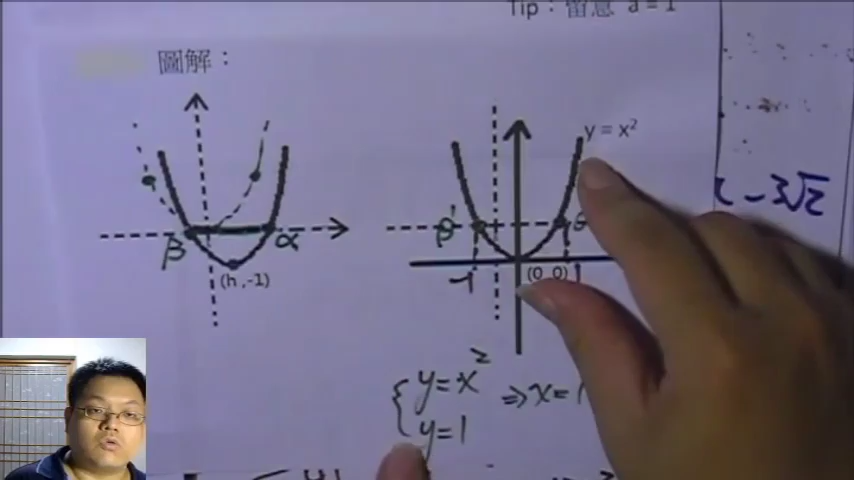 Tip：留意 a = 1
圖解：
y = x²
- 3√2
β α
β'
(h ,-1)
-1 (0, 0) 1
y=x²
⇒x=1
y=1